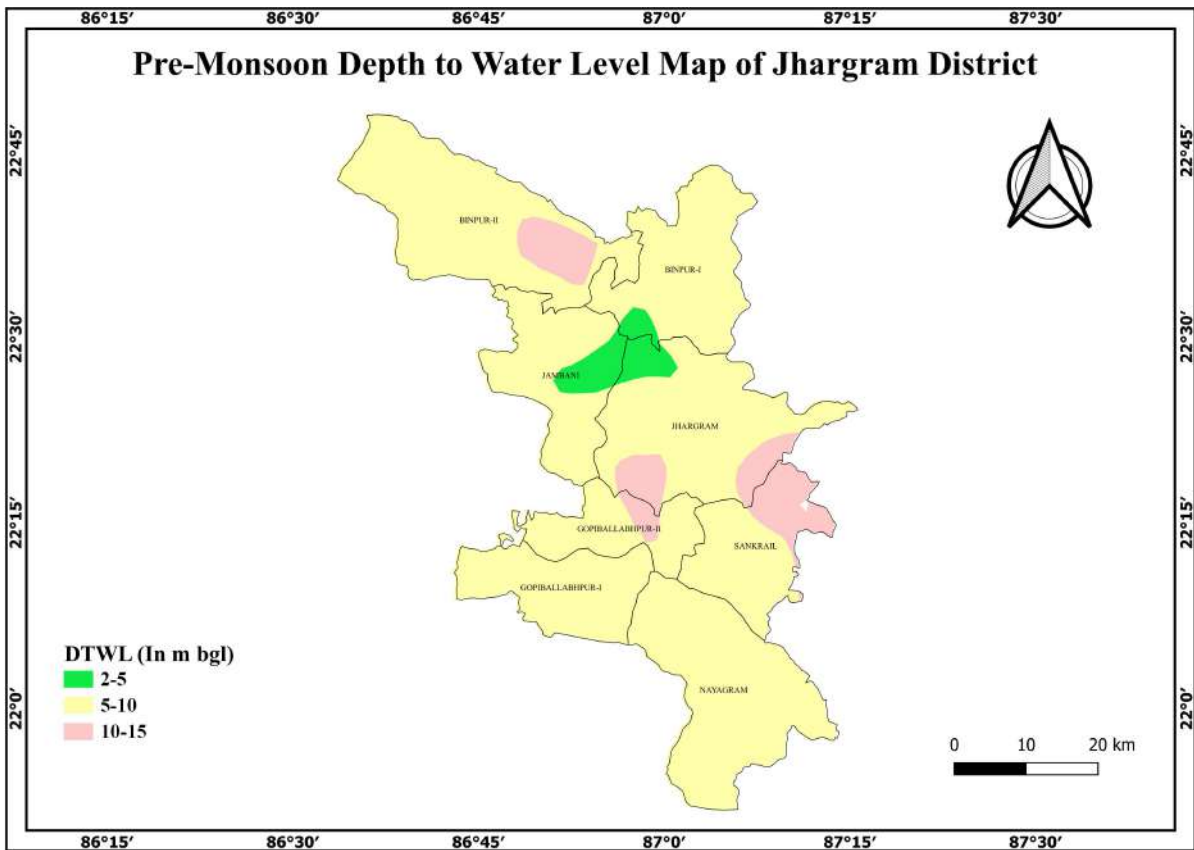 86°15′ 86°30′ 86°45′ 87°0′ 87°15′ 87°30′
Pre-Monsoon Depth to Water Level Map of Jhargram District
22°45′ 22°45′
BINPUR-II
BINPUR-I
22°30′ 22°30′
JAMBANI
JHARGRAM
22°15′ 22°15′
GOPIBALLABHPUR-II
SANKRAIL
GOPIBALLABHPUR-I
DTWL (In m bgl)
2-5
5-10
10-15
NAYAGRAM
22°0′ 22°0′
0 10 20 km
86°15′ 86°30′ 86°45′ 87°0′ 87°15′ 87°30′